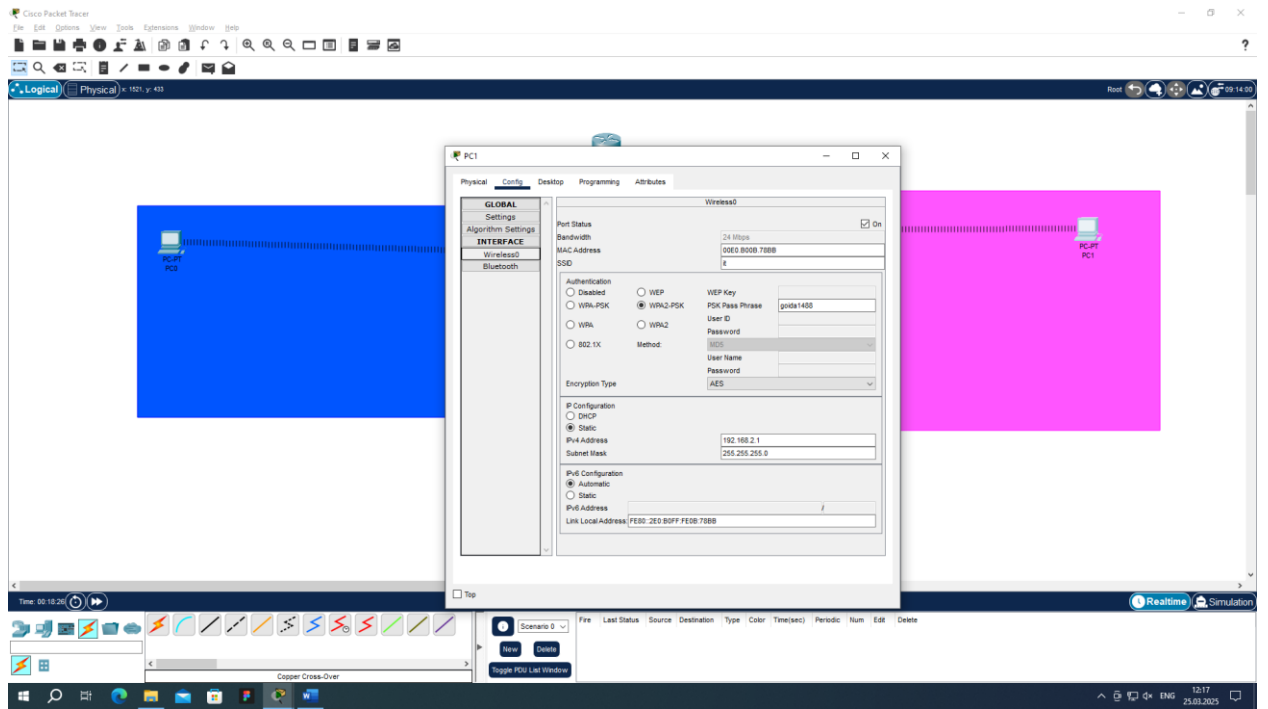 Cisco Packet Tracer
File Edit Options View Tools Extensions Window Help
?
Logical Physical x: 1521, y: 433
Root 09:14:00
PC-PT
PC0
PC-PT
PC1
PC1
Physical Config Desktop Programming Attributes
GLOBAL
Settings
Algorithm Settings
INTERFACE
Wireless0
Bluetooth
Wireless0
Port Status On
Bandwidth 24 Mbps
MAC Address 00E0.B00B.78BB
SSID
Authentication
Disabled WEP WEP Key
WPA-PSK WPA2-PSK PSK Pass Phrase goida1488
User ID
WPA WPA2
Password
802.1X Method: MD5
User Name
Password
Encryption Type AES
IP Configuration
DHCP
Static
IPv4 Address 192.168.2.1
Subnet Mask 255.255.255.0
IPv6 Configuration
Automatic
Static
IPv6 Address /
Link Local Address: FE80::2E0:B0FF:FE0B:78BB
Top
Time: 00:18:26
Realtime Simulation
Scenario 0
New Delete
Toggle PDU List Window
Fire Last Status Source Destination Type Color Time(sec) Periodic Num Edit Delete
Copper Cross-Over
ENG
12:17
25.03.2025